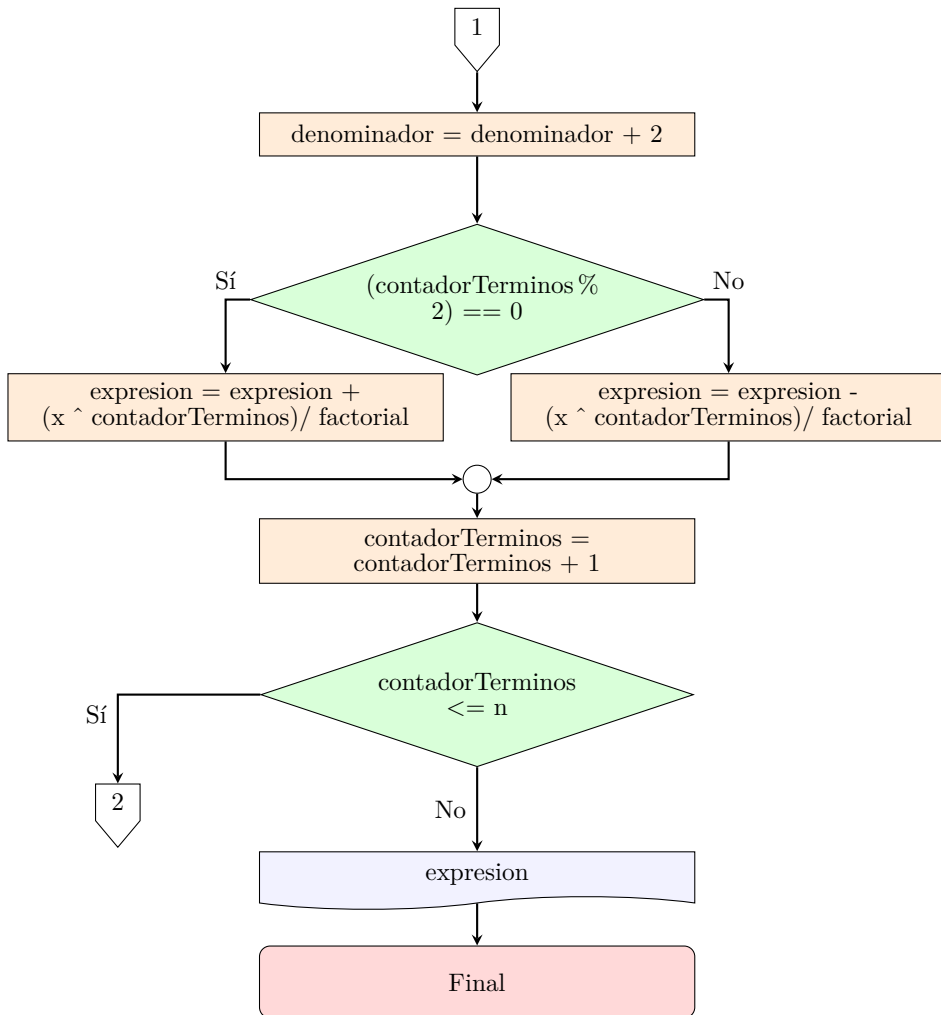 1
denominador = denominador + 2
(contadorTerminos %
2) == 0
Sí
No
expresion = expresion +
(x ^ contadorTerminos)/ factorial
expresion = expresion -
(x ^ contadorTerminos)/ factorial
contadorTerminos =
contadorTerminos + 1
contadorTerminos
<= n
Sí
2
No
expresion
Final